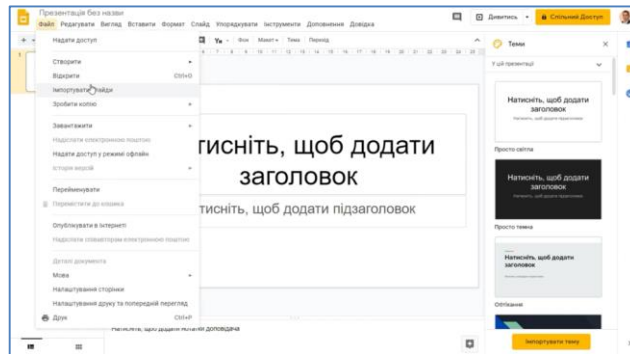 Презентація без назви
Файл Редагувати Вигляд Вставити Формат Слайд Упорядкувати Інструменти Доповнення Довідка
Дивитись
Спільний Доступ
Фон Макет Тема Перехід
Надати доступ
Створити
Відкрити Ctrl+O
Імпортувати слайди
Зробити копію
Завантажити
Надіслати електронною поштою
Надати доступ у режимі офлайн
Історія версій
Перейменувати
Перемістити до кошика
Опублікувати в Інтернеті
Надіслати співавторам електронною поштою
Деталі документа
Мова
Налаштування сторінки
Налаштування друку та попередній перегляд
Друк Ctrl+P
тисніть, щоб додати
заголовок
тисніть, щоб додати підзаголовок
Натисніть, щоб додати нотатки доповідача
Теми
У цій презентації
Натисніть, щоб додати
заголовок
Натисніть, щоб додати підзаголовок
Просто світла
Натисніть, щоб додати
заголовок
Натисніть, щоб додати підзаголовок
Просто темна
Натисніть, щоб додати
заголовок
Обтікання
Імпортувати тему